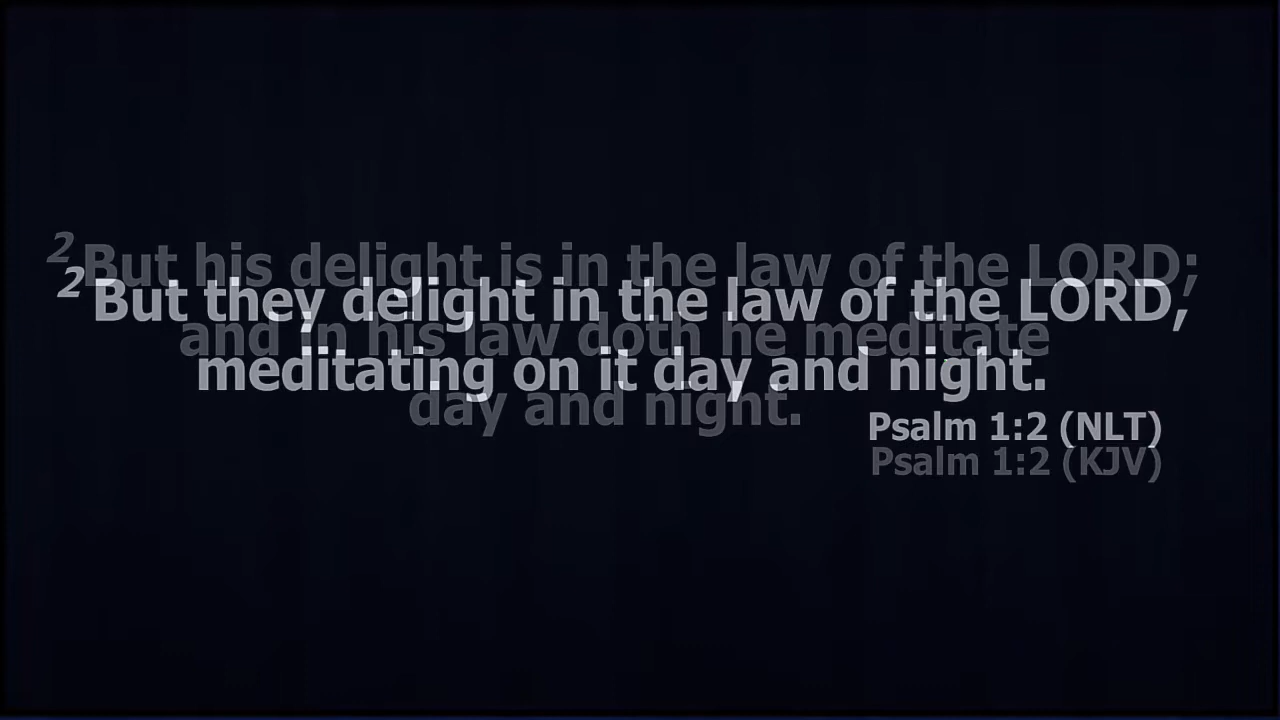 ²But his delight is in the law of the LORD;
² But they delight in the law of the LORD,
and in his law doth he meditate
meditating on it day and night.
day and night.
Psalm 1:2 (NLT)
Psalm 1:2 (KJV)